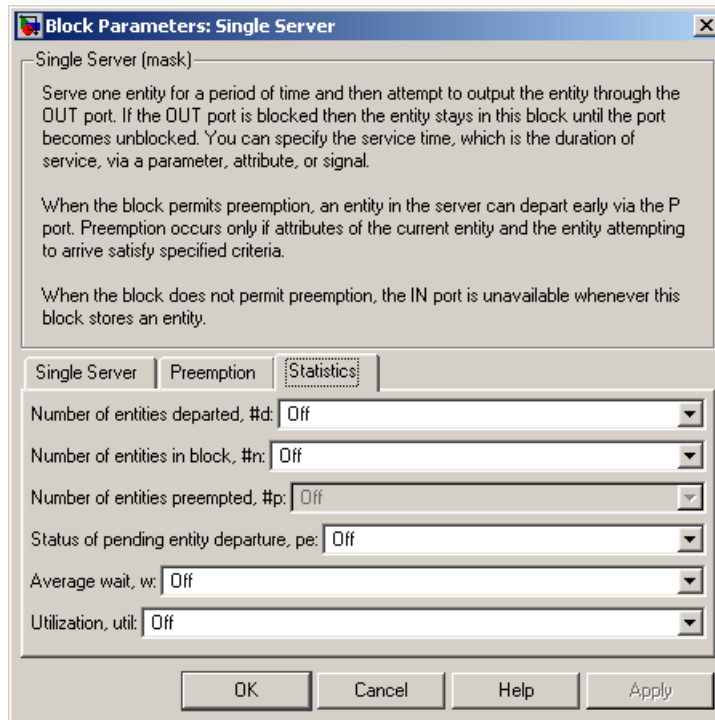 Block Parameters: Single Server
Single Server (mask)
Serve one entity for a period of time and then attempt to output the entity through the
OUT port. If the OUT port is blocked then the entity stays in this block until the port
becomes unblocked. You can specify the service time, which is the duration of
service, via a parameter, attribute, or signal.
When the block permits preemption, an entity in the server can depart early via the P
port. Preemption occurs only if attributes of the current entity and the entity attempting
to arrive satisfy specified criteria.
When the block does not permit preemption, the IN port is unavailable whenever this
block stores an entity.
Single Server Preemption Statistics
Number of entities departed, #d: Off
Number of entities in block, #n: Off
Number of entities preempted, #p: Off
Status of pending entity departure, pe: Off
Average wait, w: Off
Utilization, util: Off
OK Cancel Help Apply